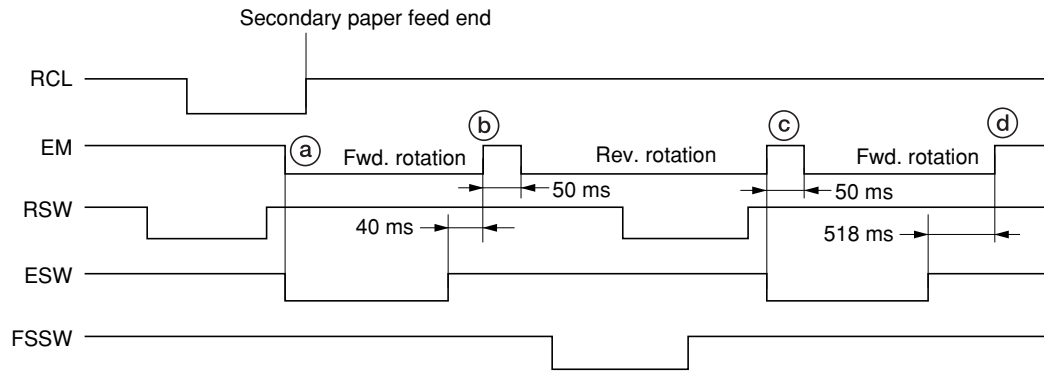 Secondary paper feed end
RCL
EM
a
Fwd. rotation
b
Rev. rotation
c
Fwd. rotation
d
50 ms
50 ms
RSW
40 ms
518 ms
ESW
FSSW